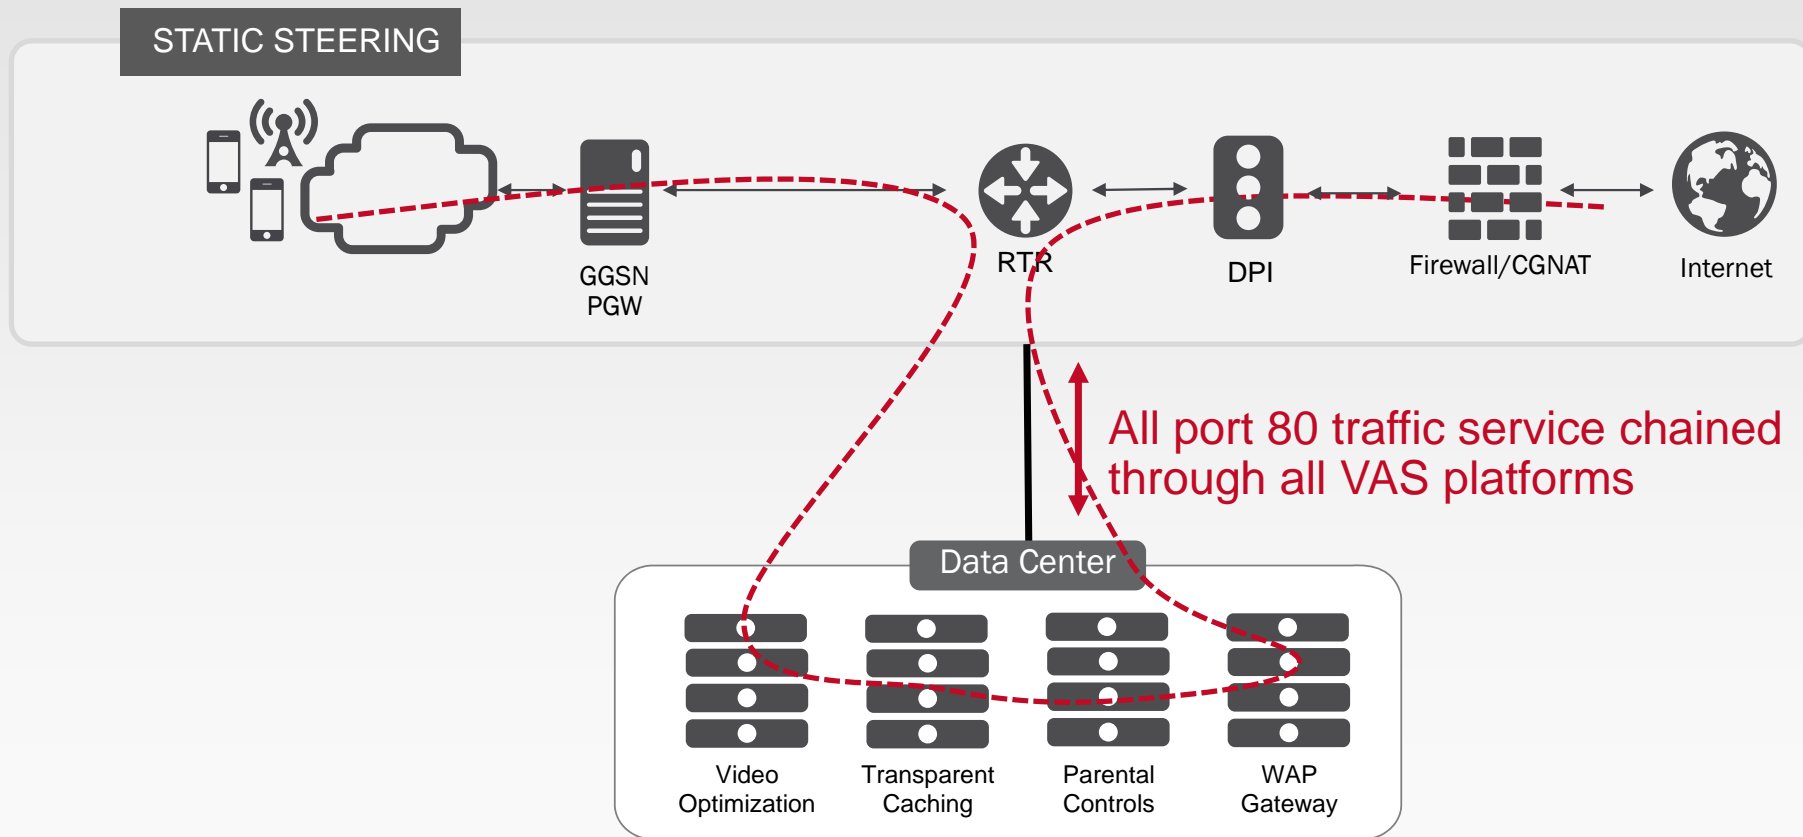 STATIC STEERING
GGSN
PGW
RTR
DPI
Firewall/CGNAT
Internet
All port 80 traffic service chained
through all VAS platforms
Data Center
Video
Optimization
Transparent
Caching
Parental
Controls
WAP
Gateway